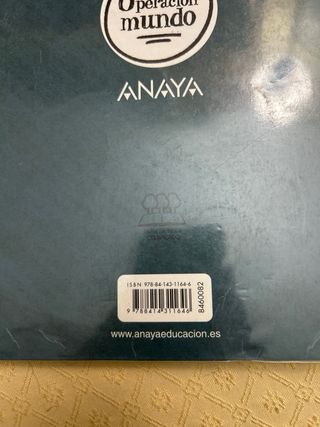 Operación
mundo
ANAYA
ISBN 978-84-143-1164-6
9 788414 311646
8460082
www.anayaeducacion.es